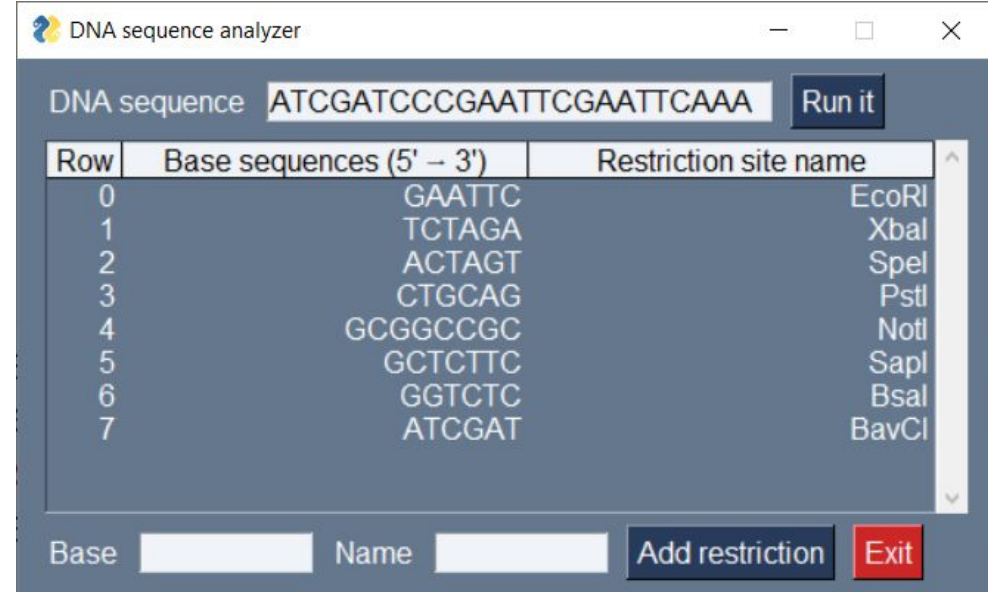 DNA sequence analyzer
DNA sequence ATCGATCCCGAATTCGAATTCAAA Run it
Row Base sequences (5' → 3') Restriction site name
0 GAATTC EcoRI
1 TCTAGA XbaI
2 ACTAGT SpeI
3 CTGCAG PstI
4 GCGGCCGC NotI
5 GCTCTTC SapI
6 GGTCTC BsaI
7 ATCGAT BavCI
Base Name Add restriction Exit